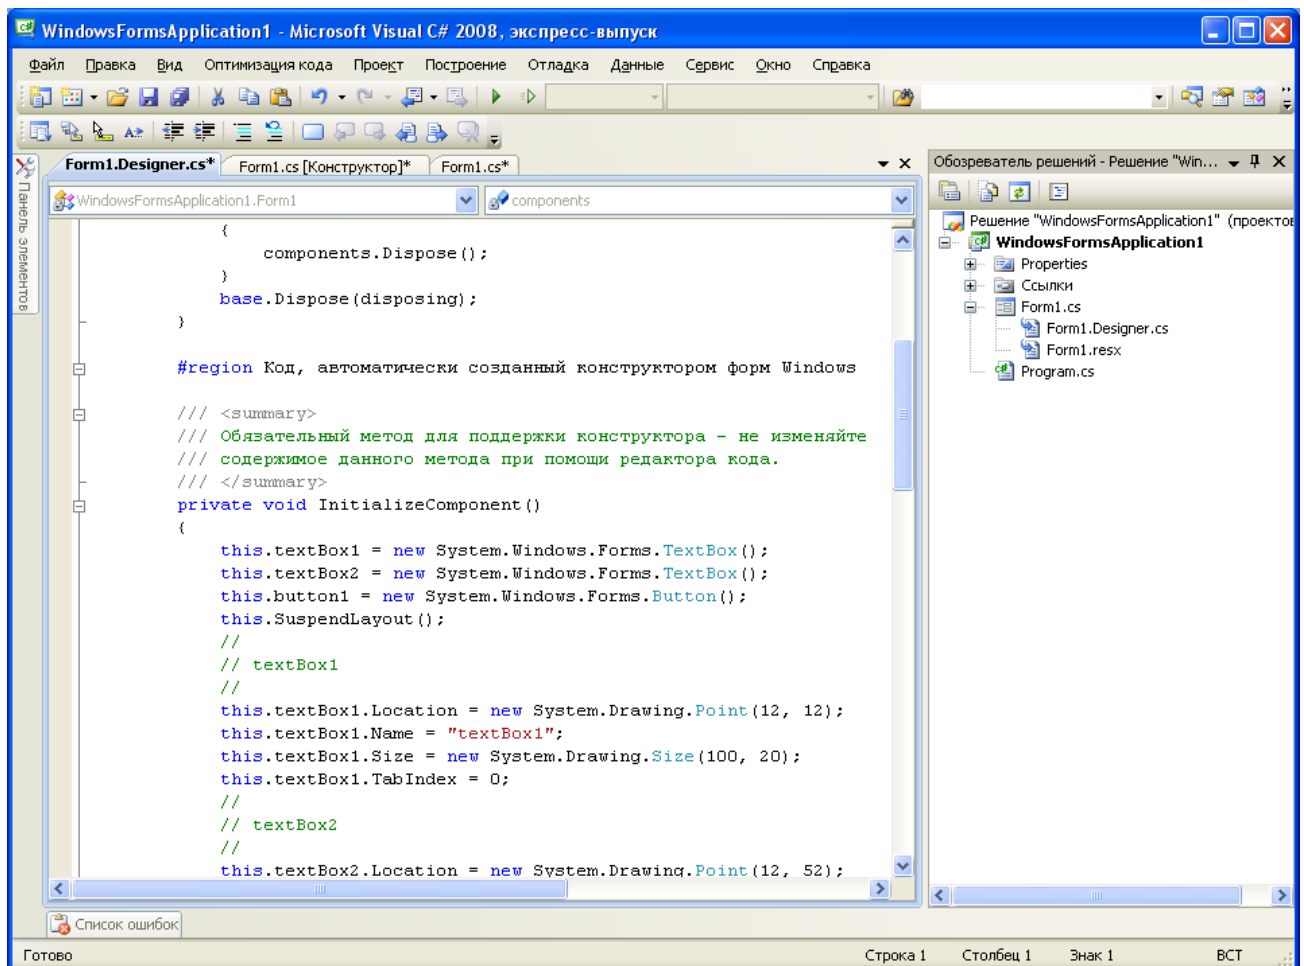 WindowsFormsApplication1 - Microsoft Visual C# 2008, экспресс-выпуск
Файл Правка Вид Оптимизация кода Проект Построение Отладка Данные Сервис Окно Справка
Form1.Designer.cs* Form1.cs [Конструктор]* Form1.cs*
Панель элементов
WindowsFormsApplication1.Form1 components
{
components.Dispose();
}
base.Dispose(disposing);
}
#region Код, автоматически созданный конструктором форм Windows
/// <summary>
/// Обязательный метод для поддержки конструктора - не изменяйте
/// содержимое данного метода при помощи редактора кода.
/// </summary>
private void InitializeComponent()
{
this.textBox1 = new System.Windows.Forms.TextBox();
this.textBox2 = new System.Windows.Forms.TextBox();
this.button1 = new System.Windows.Forms.Button();
this.SuspendLayout();
//
// textBox1
//
this.textBox1.Location = new System.Drawing.Point(12, 12);
this.textBox1.Name = "textBox1";
this.textBox1.Size = new System.Drawing.Size(100, 20);
this.textBox1.TabIndex = 0;
//
// textBox2
//
this.textBox2.Location = new System.Drawing.Point(12, 52);
Обозреватель решений - Решение "Win...
Решение "WindowsFormsApplication1" (проектов
WindowsFormsApplication1
Properties
Ссылки
Form1.cs
Form1.Designer.cs
Form1.resx
Program.cs
Список ошибок
Готово Строка 1 Столбец 1 Знак 1 ВСТ